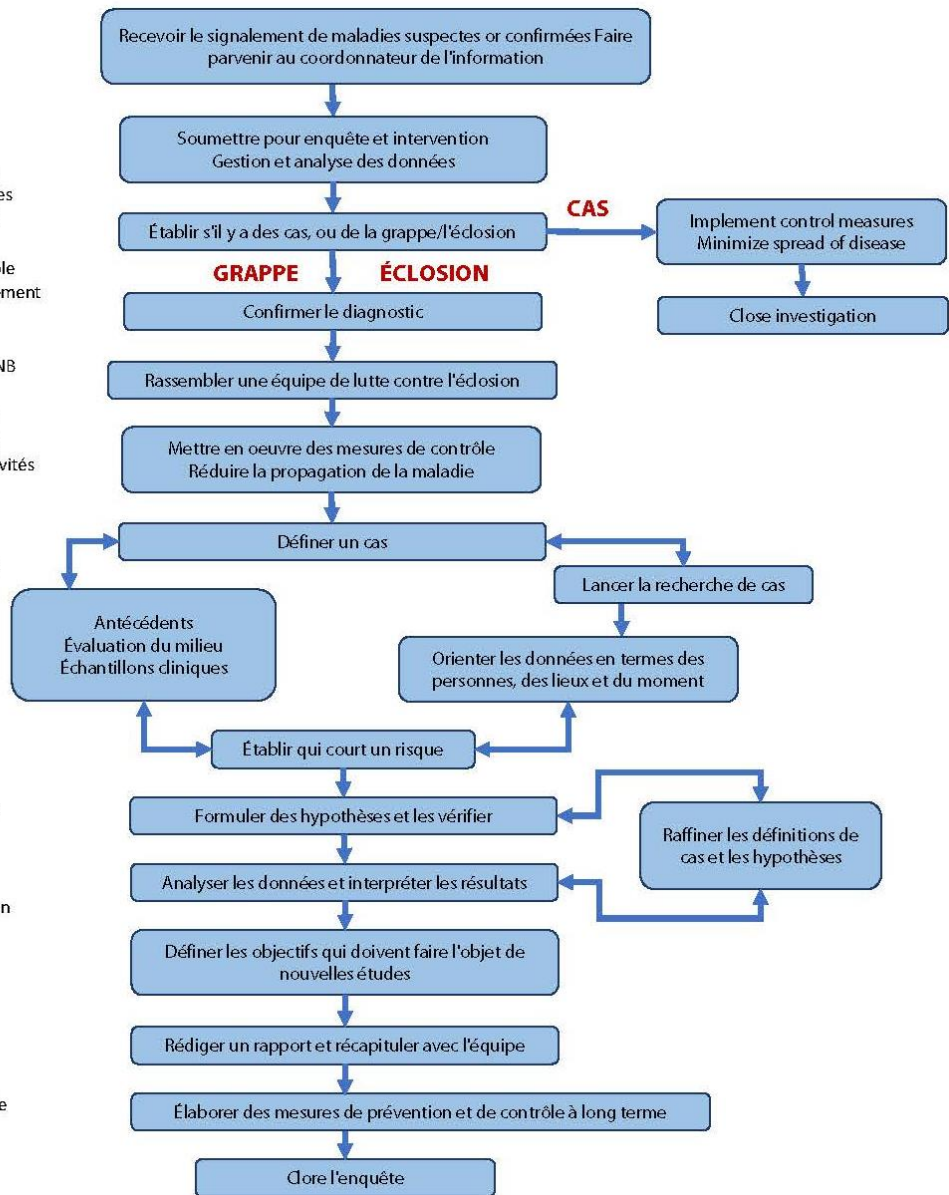 Recevoir le signalement de maladies suspectes or confirmées Faire
parvenir au coordonnateur de l'information
Soumettre pour enquête et intervention
Gestion et analyse des données
es
Établir s'il y a des cas, ou de la grappe/l'éclosion
CAS
Implement control measures
Minimize spread of disease
ole
ement
GRAPPE
ÉCLOSION
Confirmer le diagnostic
Close investigation
NB
Rassembler une équipe de lutte contre l'éclosion
Mettre en oeuvre des mesures de contrôle
Réduire la propagation de la maladie
vités
Définer un cas
Lancer la recherche de cas
Antécédents
Évaluation du milieu
Échantillons cliniques
Orienter les données en termes des
personnes, des lieux et du moment
Établir qui court un risque
Formuler des hypothèses et les vérifier
Raffiner les définitions de
cas et les hypothèses
Analyser les données et interpréter les résultats
n
Définer les objectifs qui doivent faire l'objet de
nouvelles études
Rédiger un rapport et récapituler avec l'équipe
e
Élaborer des mesures de prévention et de contrôle à long terme
Clore l'enquête